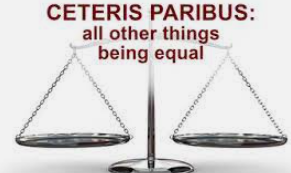 CETERIS PARIBUS:
all other things
being equal